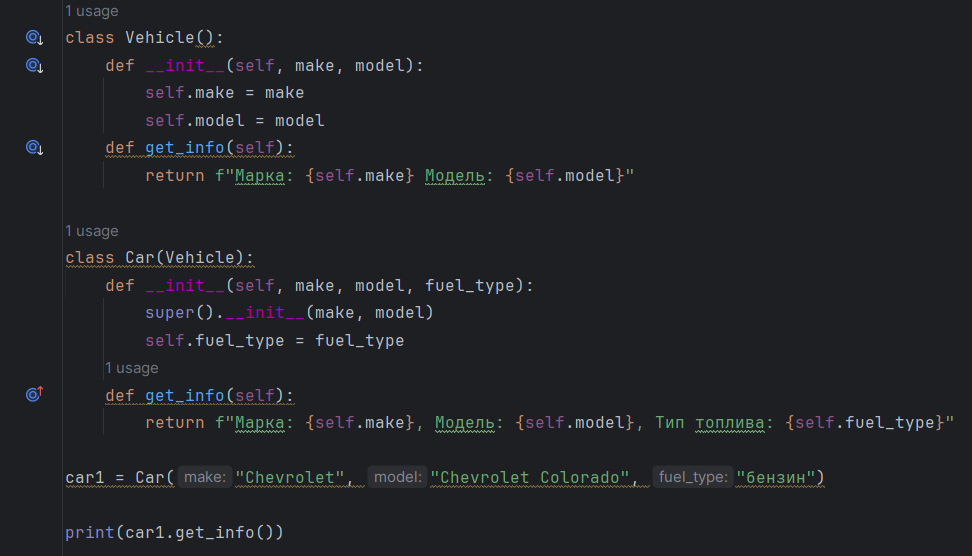 1 usage
class Vehicle():
    def __init__(self, make, model):
        self.make = make
        self.model = model
    def get_info(self):
        return f"Марка: {self.make} Модель: {self.model}"
1 usage
class Car(Vehicle):
    def __init__(self, make, model, fuel_type):
        super().__init__(make, model)
        self.fuel_type = fuel_type
    1 usage
    def get_info(self):
        return f"Марка: {self.make}, Модель: {self.model}, Тип топлива: {self.fuel_type}"
car1 = Car( make: "Chevrolet", model: "Chevrolet Colorado", fuel_type: "бензин")
print(car1.get_info())